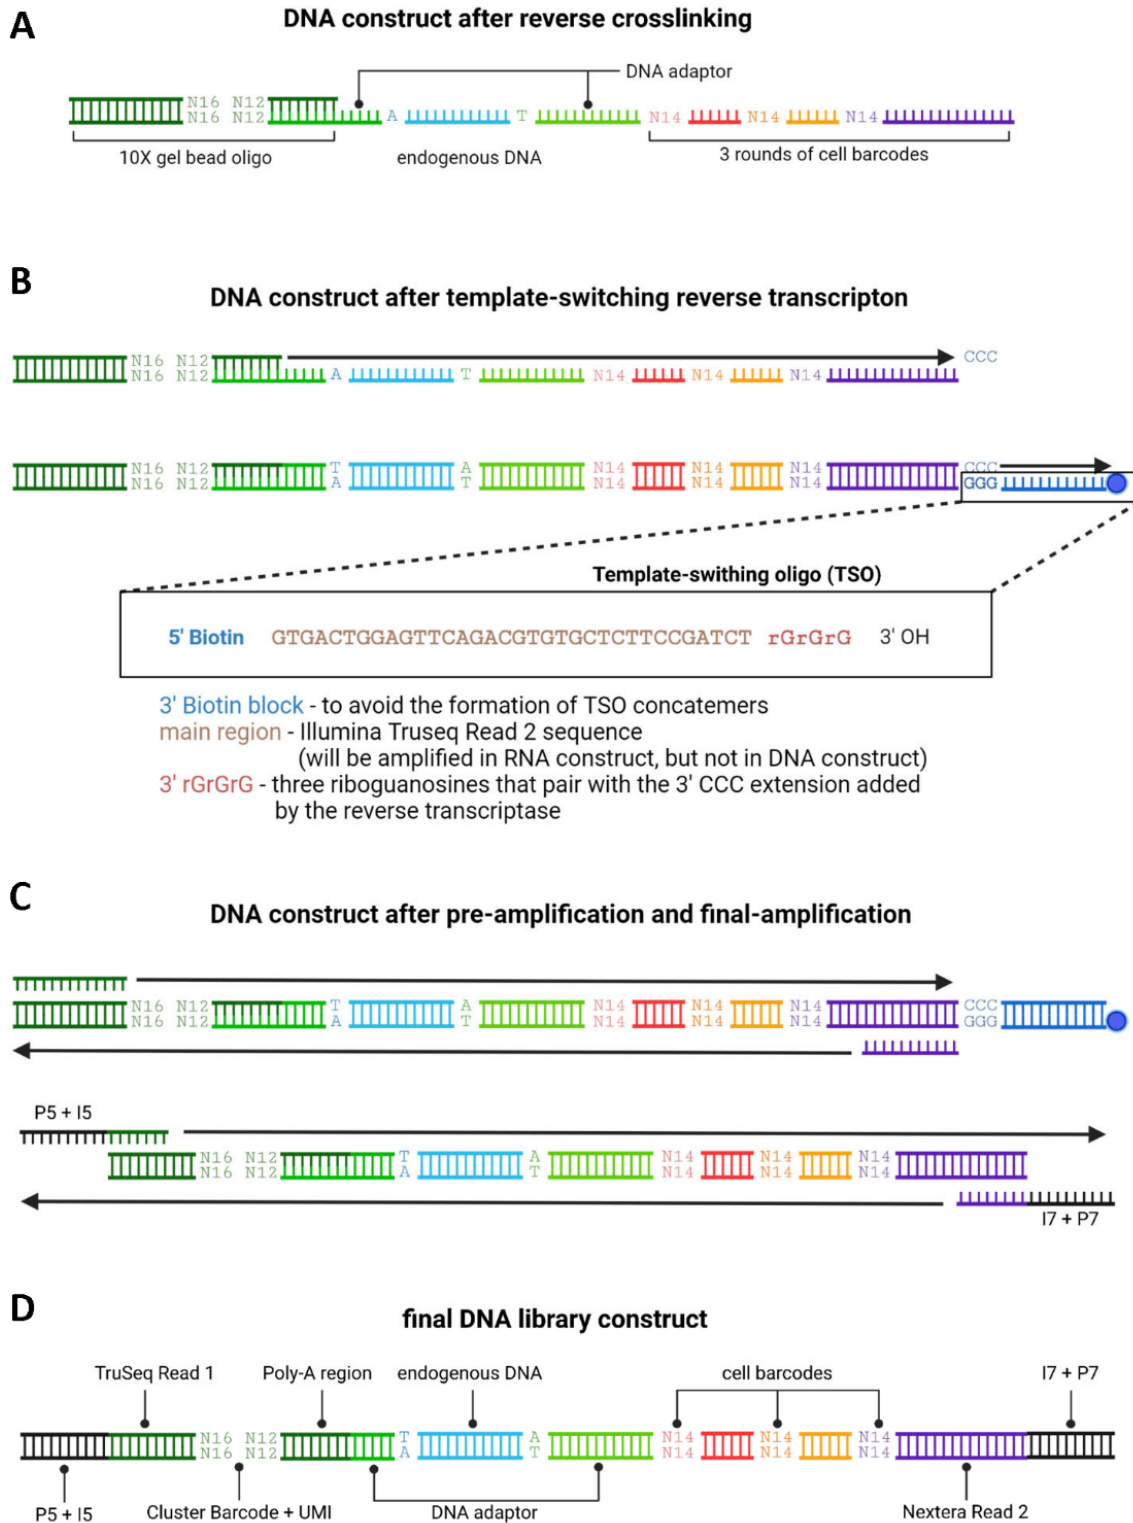 A
DNA construct after reverse crosslinking
DNA adaptor
N16 N12
N16 N12 A T N14 N14 N14
10X gel bead oligo
endogenous DNA
3 rounds of cell barcodes
B
DNA construct after template-switching reverse transcripton
N16 N12 CCC
N16 N12 A T N14 N14 N14
N16 N12 T A N14 N14 N14 CCC
N16 N12 A T N14 N14 N14 GGG
Template-swithing oligo (TSO)
5' Biotin GTGACTGGAGTTCAGACGTGTGCTCTTCCGATCT rGrGrG 3' OH
3' Biotin block - to avoid the formation of TSO concatemers
main region - Illumina Truseq Read 2 sequence
(will be amplified in RNA construct, but not in DNA construct)
3' rGrGrG - three riboguanosines that pair with the 3' CCC extension added
by the reverse transcriptase
C
DNA construct after pre-amplification and final-amplification
N16 N12 T A N14 N14 N14 CCC
N16 N12 A T N14 N14 N14 GGG
P5 + I5
N16 N12 T A N14 N14 N14
N16 N12 A T N14 N14 N14
I7 + P7
D
final DNA library construct
TruSeq Read 1 Poly-A region endogenous DNA cell barcodes I7 + P7
N16 N12 T A N14 N14 N14
N16 N12 A T N14 N14 N14
P5 + I5 Cluster Barcode + UMI DNA adaptor Nextera Read 2